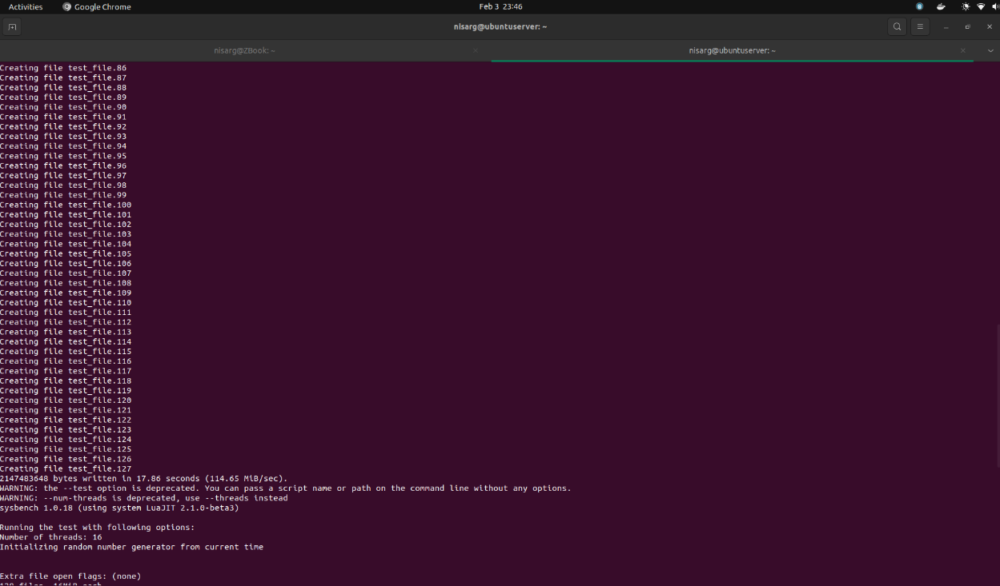 Activities Google Chrome Feb 3 23:46
nisarg@ubuntuserver: ~
nisarg@ZBook: ~ nisarg@ubuntuserver: ~
Creating file test_file.86
Creating file test_file.87
Creating file test_file.88
Creating file test_file.89
Creating file test_file.90
Creating file test_file.91
Creating file test_file.92
Creating file test_file.93
Creating file test_file.94
Creating file test_file.95
Creating file test_file.96
Creating file test_file.97
Creating file test_file.98
Creating file test_file.99
Creating file test_file.100
Creating file test_file.101
Creating file test_file.102
Creating file test_file.103
Creating file test_file.104
Creating file test_file.105
Creating file test_file.106
Creating file test_file.107
Creating file test_file.108
Creating file test_file.109
Creating file test_file.110
Creating file test_file.111
Creating file test_file.112
Creating file test_file.113
Creating file test_file.114
Creating file test_file.115
Creating file test_file.116
Creating file test_file.117
Creating file test_file.118
Creating file test_file.119
Creating file test_file.120
Creating file test_file.121
Creating file test_file.122
Creating file test_file.123
Creating file test_file.124
Creating file test_file.125
Creating file test_file.126
Creating file test_file.127
2147483648 bytes written in 17.86 seconds (114.65 MiB/sec).
WARNING: the --test option is deprecated. You can pass a script name or path on the command line without any options.
WARNING: --num-threads is deprecated, use --threads instead
sysbench 1.0.18 (using system LuaJIT 2.1.0-beta3)
Running the test with following options:
Number of threads: 16
Initializing random number generator from current time
Extra file open flags: (none)
128 files, 16MiB each